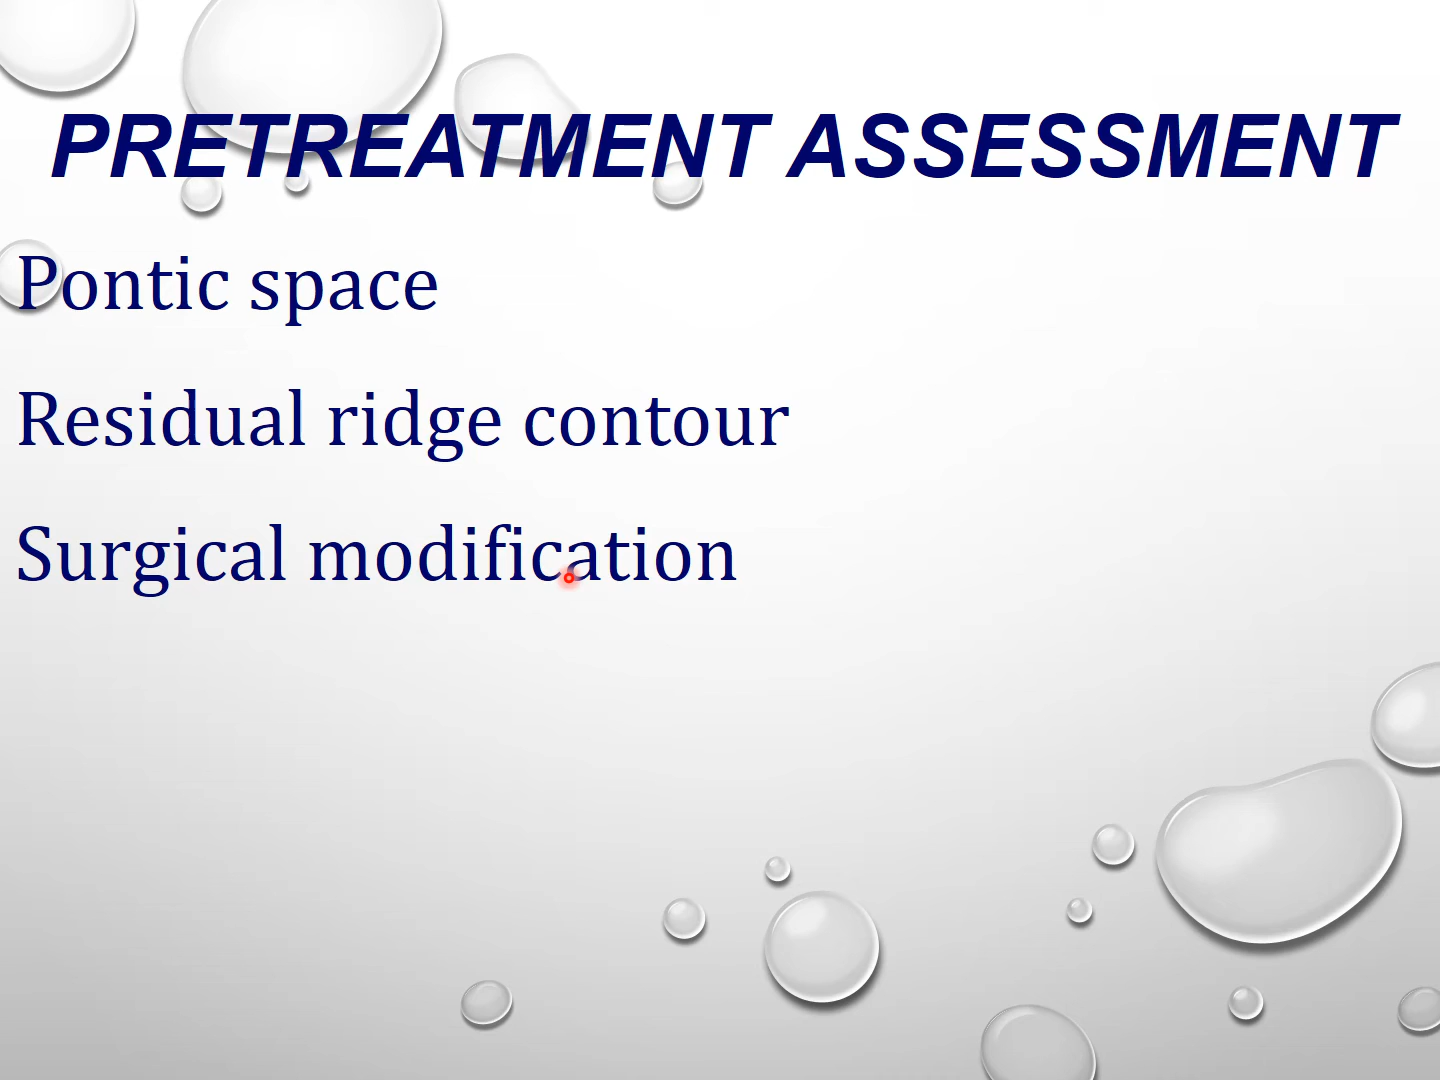 PRETREATMENT ASSESSMENT
Pontic space
Residual ridge contour
Surgical modification